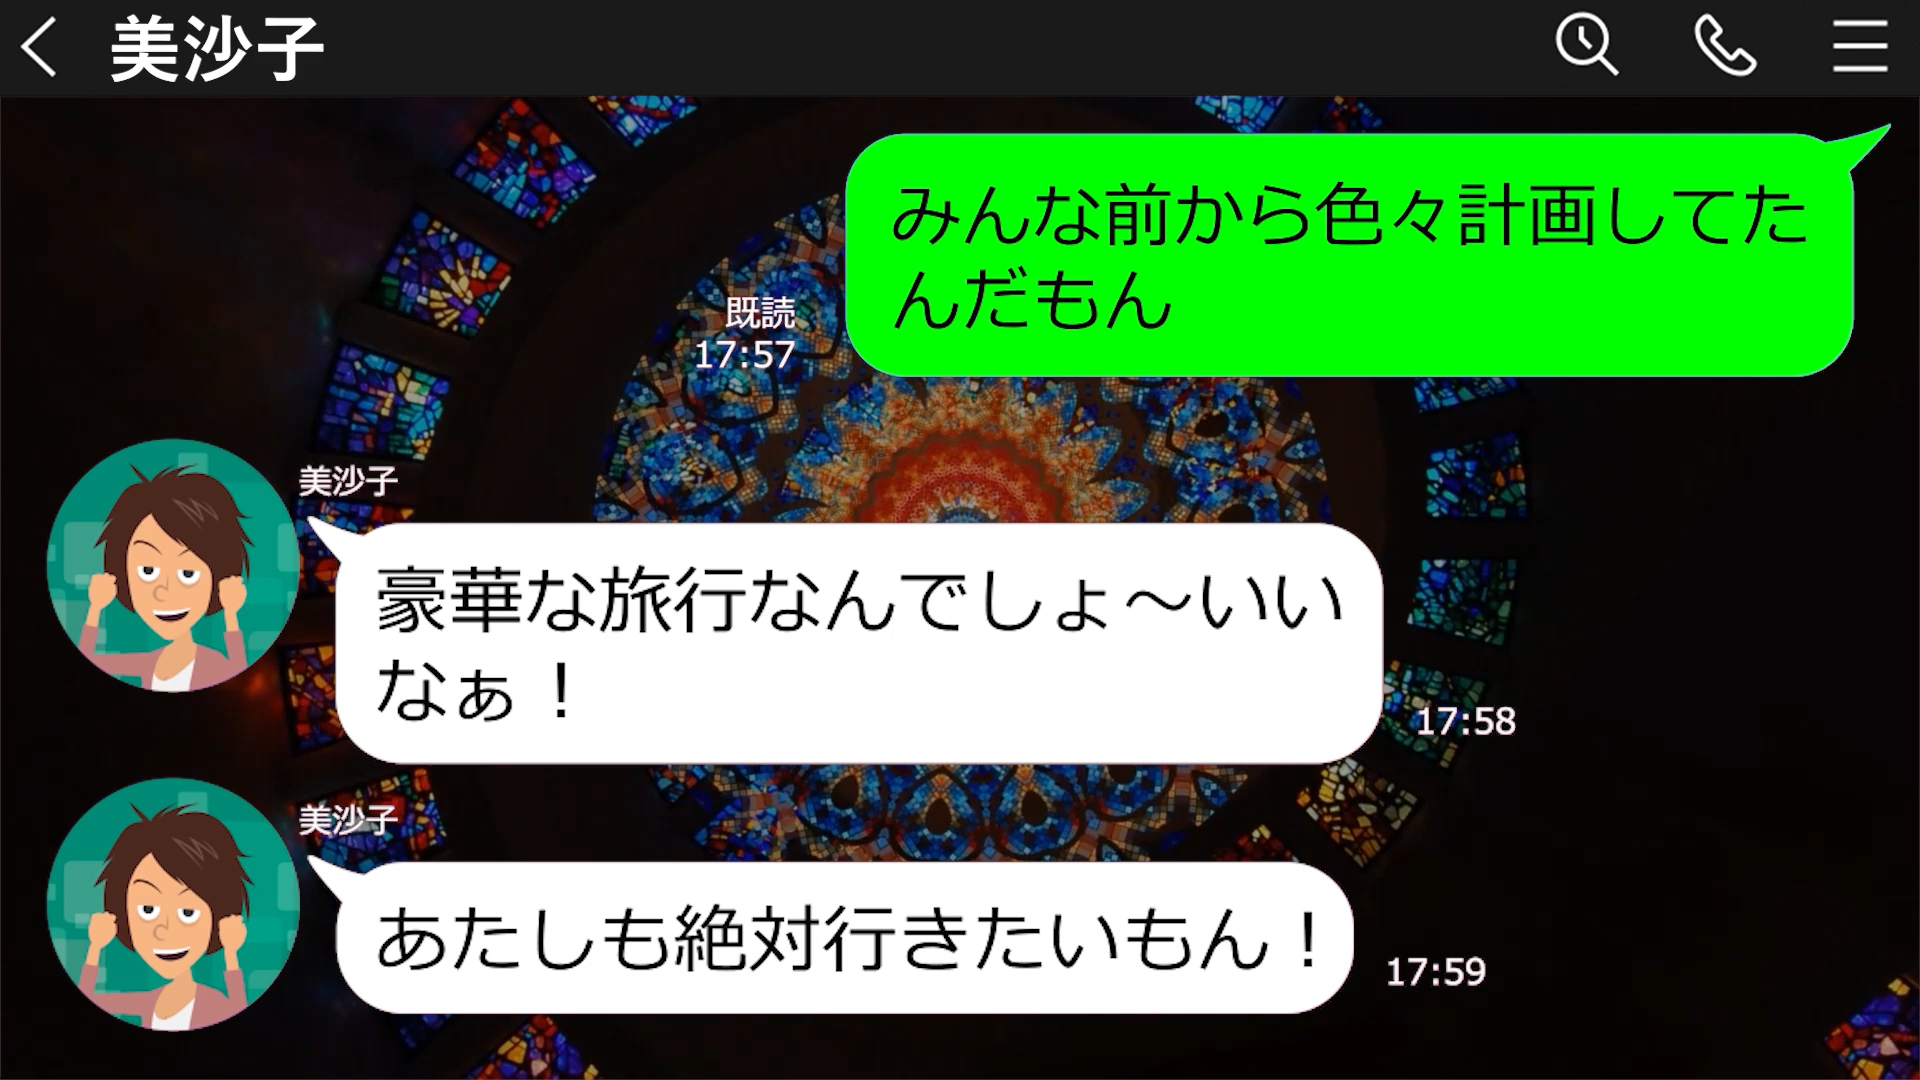 美沙子
みんな前から色々計画してた
んだもん
既読
17:57
美沙子
豪華な旅行なんでしょ～いい
なぁ！
17:58
美沙子
あたしも絶対行きたいもん！
17:59